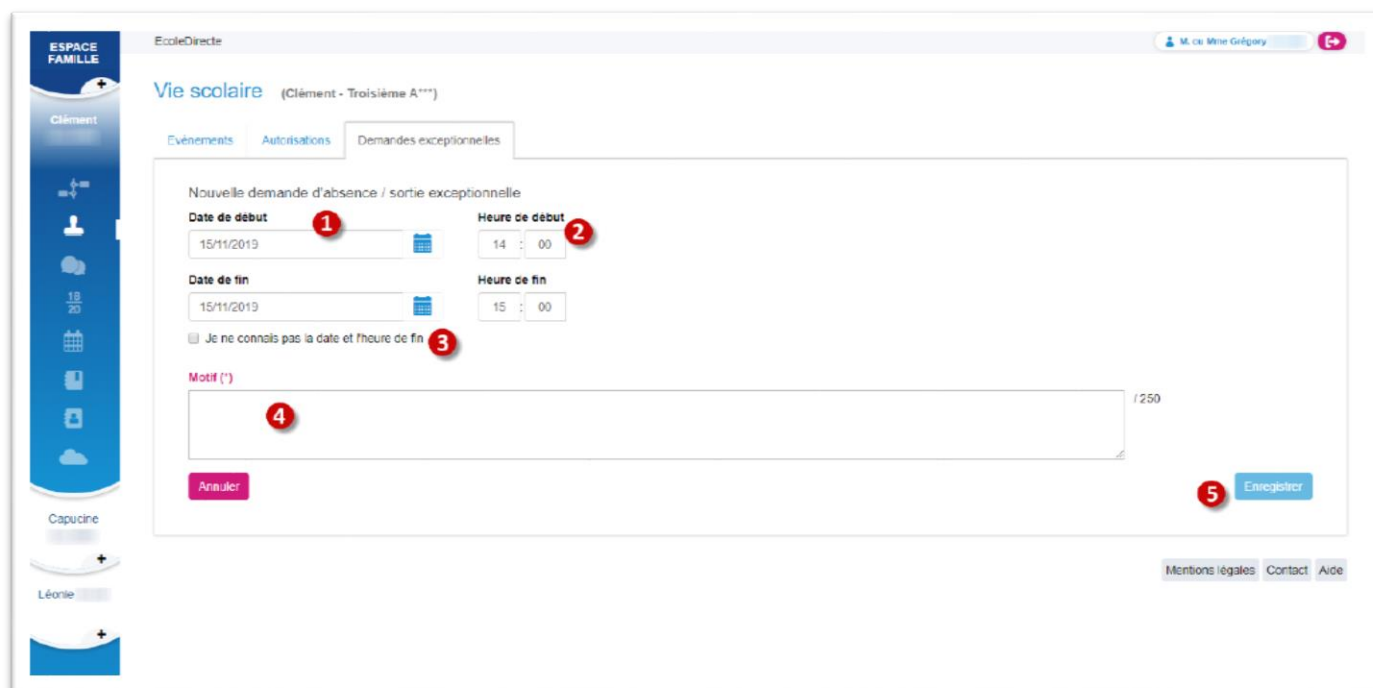 ESPACE
FAMILLE
EcoleDirecte
M. ou Mme Grégory
Clément
Vie scolaire (Clément - Troisième A***)
Evènements Autorisations Demandes exceptionnelles
Nouvelle demande d'absence / sortie exceptionnelle
Date de début 1 Heure de début 2
15/11/2019 14 : 00
Date de fin Heure de fin
15/11/2019 15 : 00
Je ne connais pas la date et l'heure de fin 3
Motif (*)
4
/ 250
Annuler 5 Enregistrer
18
20
Capucine
Léonie
Mentions légales Contact Aide